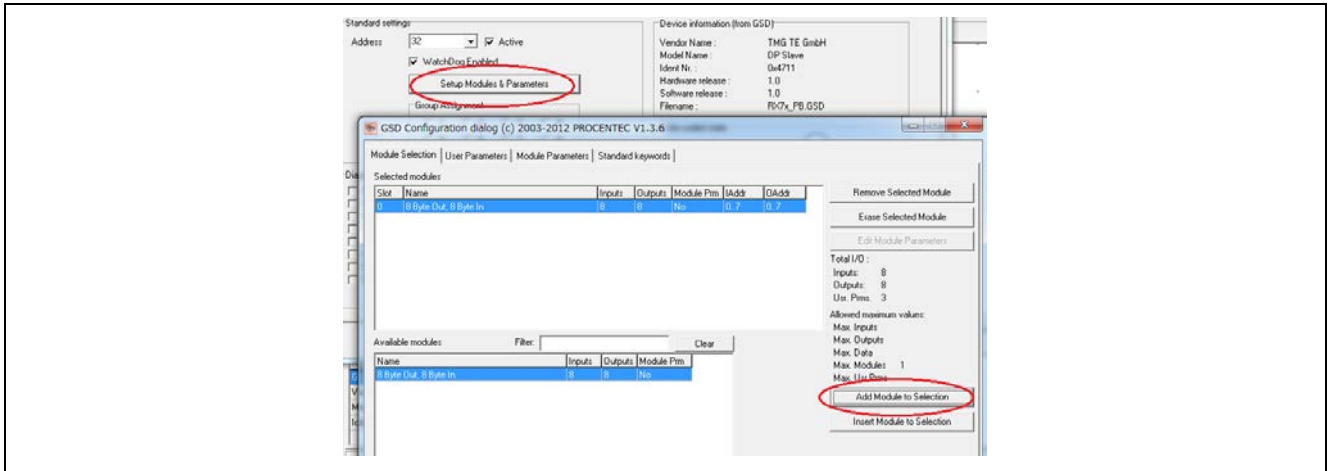 Standard settings
Device information (from GSD)
Address 32 Active
Vendor Name : TMG TE GmbH
Model Name : DP Slave
WatchDog Enabled
Ident Nr. : 0x4711
Setup Modules & Parameters
Hardware release : 1.0
Software release : 1.0
Group Assignment
Filename : RX7x_PB.GSD
GSD Configuration dialog (c) 2003-2012 PROCENTEC V1.3.6
Module Selection User Parameters Module Parameters Standard keywords
Dia
Selected modules
Slot Name Inputs Outputs Module Prm IAddr OAddr
0 8 Byte Out, 8 Byte In 8 8 No 0..7 0..7
Remove Selected Module
Erase Selected Module
Edit Module Parameters
Total I/O :
Inputs: 8
Outputs: 8
Usr. Prms. 3
Allowed maximum values:
Max. Inputs
Max. Outputs
Max. Data
Max. Modules 1
Max. Usr.Prms
Available modules Filter: Clear
Name Inputs Outputs Module Prm
8 Byte Out, 8 Byte In 8 8 No
Add Module to Selection
Insert Module to Selection